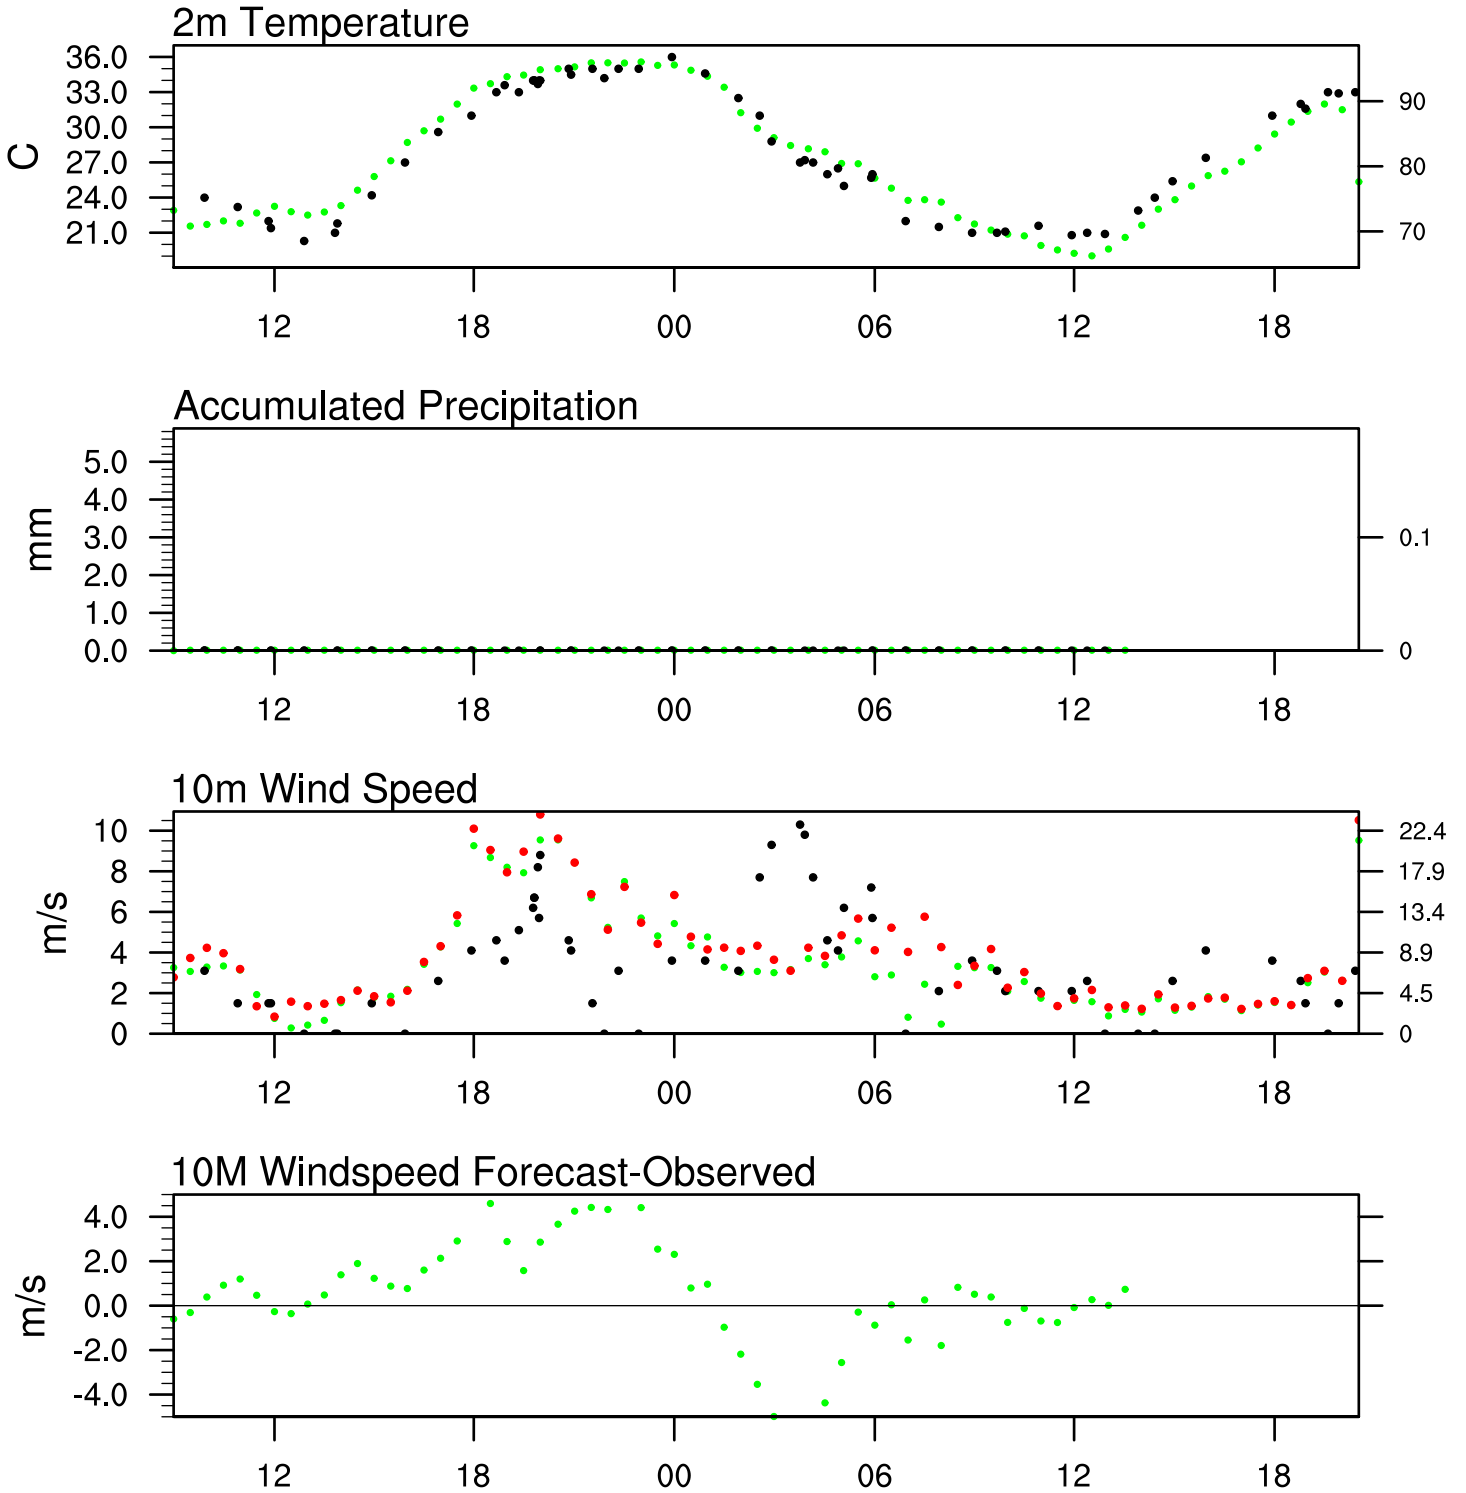 2m Temperature
36.0
33.0
30.0
27.0
24.0
21.0
C
90
80
70
12 18 00 06 12 18
Accumulated Precipitation
5.0
4.0
3.0
2.0
1.0
0.0
mm
0.1
0
12 18 00 06 12 18
10m Wind Speed
10
8
6
4
2
0
m/s
22.4
17.9
13.4
8.9
4.5
0
12 18 00 06 12 18
10M Windspeed Forecast-Observed
4.0
2.0
0.0
-2.0
-4.0
m/s
12 18 00 06 12 18